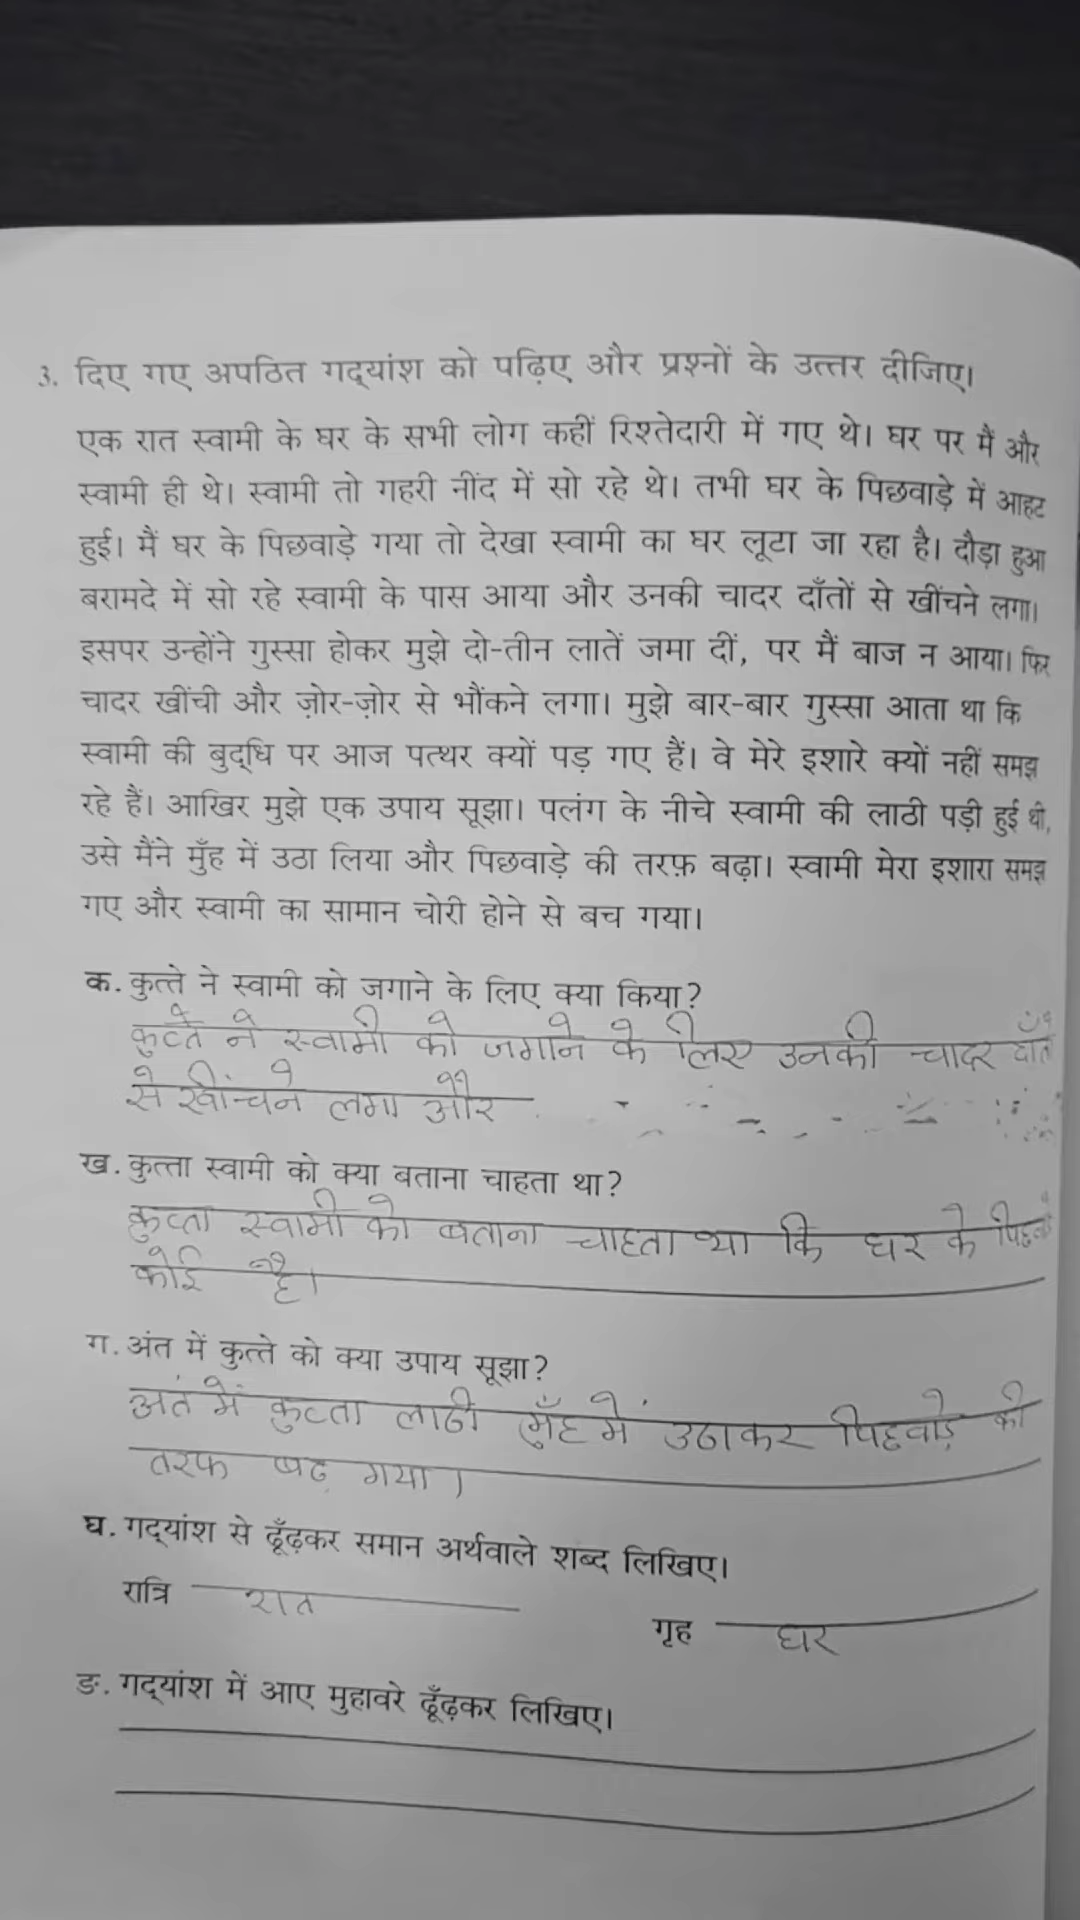 3. दिए गए अपठित गद्‌यांश को पढ़िए और प्रश्नों के उत्तर दीजिए।
एक रात स्वामी के घर के सभी लोग कहीं रिश्तेदारी में गए थे। घर पर मैं और
स्वामी ही थे। स्वामी तो गहरी नींद में सो रहे थे। तभी घर के पिछवाड़े में आहट
हुई। मैं घर के पिछवाड़े गया तो देखा स्वामी का घर लूटा जा रहा है। दौड़ा हुआ
बरामदे में सो रहे स्वामी के पास आया और उनकी चादर दाँतों से खींचने लगा।
इसपर उन्होंने गुस्सा होकर मुझे दो-तीन लातें जमा दीं, पर मैं बाज न आया। फिर
चादर खींची और ज़ोर-ज़ोर से भौंकने लगा। मुझे बार-बार गुस्सा आता था कि
स्वामी की बुद्‌धि पर आज पत्थर क्यों पड़ गए हैं। वे मेरे इशारे क्यों नहीं समझ
रहे हैं। आखिर मुझे एक उपाय सूझा। पलंग के नीचे स्वामी की लाठी पड़ी हुई थी,
उसे मैंने मुँह में उठा लिया और पिछवाड़े की तरफ़ बढ़ा। स्वामी मेरा इशारा समझ
गए और स्वामी का सामान चोरी होने से बच गया।
क. कुत्ते ने स्वामी को जगाने के लिए क्या किया?
कुत्ते ने स्वामी को जगाने के लिए उनकी चादर
से खींचने लगा और
ख. कुत्ता स्वामी को क्या बताना चाहता था?
कुत्ता स्वामी को बताना चाहता था कि घर के
कोई है।
ग. अंत में कुत्ते को क्या उपाय सूझा?
अतं में कुत्ता लाठी मुँह में उठाकर पिछवाड़े की
तरफ बढ़ गया।
घ. गद्‌यांश से ढूँढ़कर समान अर्थवाले शब्द लिखिए।
रात्रि रात गृह घर
ङ. गद्‌यांश में आए मुहावरे ढूँढ़कर लिखिए।